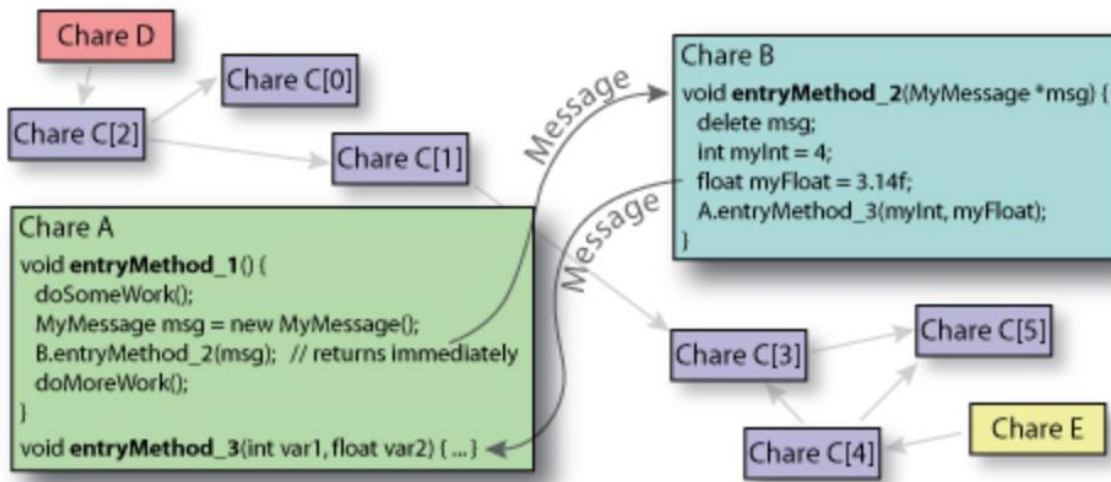 Chare D
Chare C[0]
Chare C[2]
Chare C[1]
Message
Message
Chare B
void entryMethod_2(MyMessage *msg) {
delete msg;
int myInt = 4;
float myFloat = 3.14f;
A.entryMethod_3(myInt, myFloat);
}
Chare A
void entryMethod_1() {
doSomeWork();
MyMessage msg = new MyMessage();
B.entryMethod_2(msg); // returns immediately
doMoreWork();
}
void entryMethod_3(int var1, float var2) { ... }
Chare C[3]
Chare C[5]
Chare C[4]
Chare E